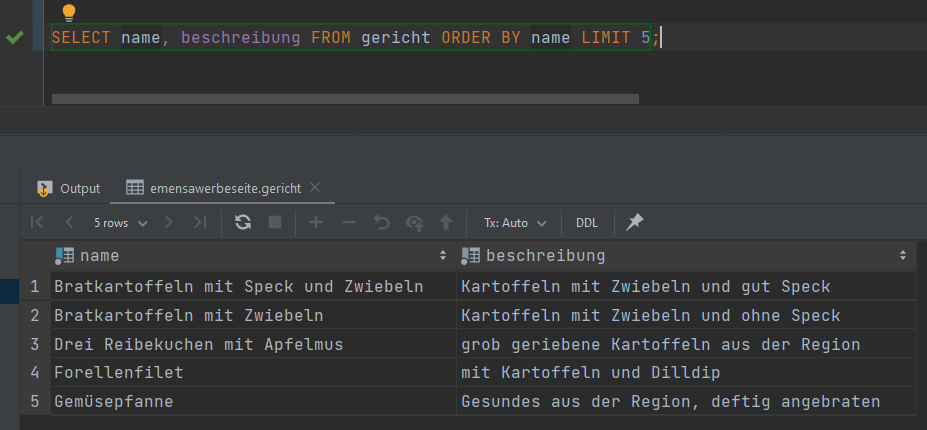 SELECT name, beschreibung FROM gericht ORDER BY name LIMIT 5;
Output emensawerbeseite.gericht
5 rows Tx: Auto DDL
name beschreibung
1 Bratkartoffeln mit Speck und Zwiebeln Kartoffeln mit Zwiebeln und gut Speck
2 Bratkartoffeln mit Zwiebeln Kartoffeln mit Zwiebeln und ohne Speck
3 Drei Reibekuchen mit Apfelmus grob geriebene Kartoffeln aus der Region
4 Forellenfilet mit Kartoffeln und Dilldip
5 Gemüsepfanne Gesundes aus der Region, deftig angebraten